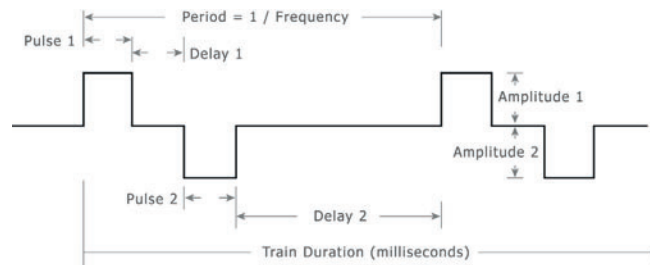 Period = 1 / Frequency
Pulse 1
Delay 1
Amplitude 1
Amplitude 2
Pulse 2
Delay 2
Train Duration (milliseconds)